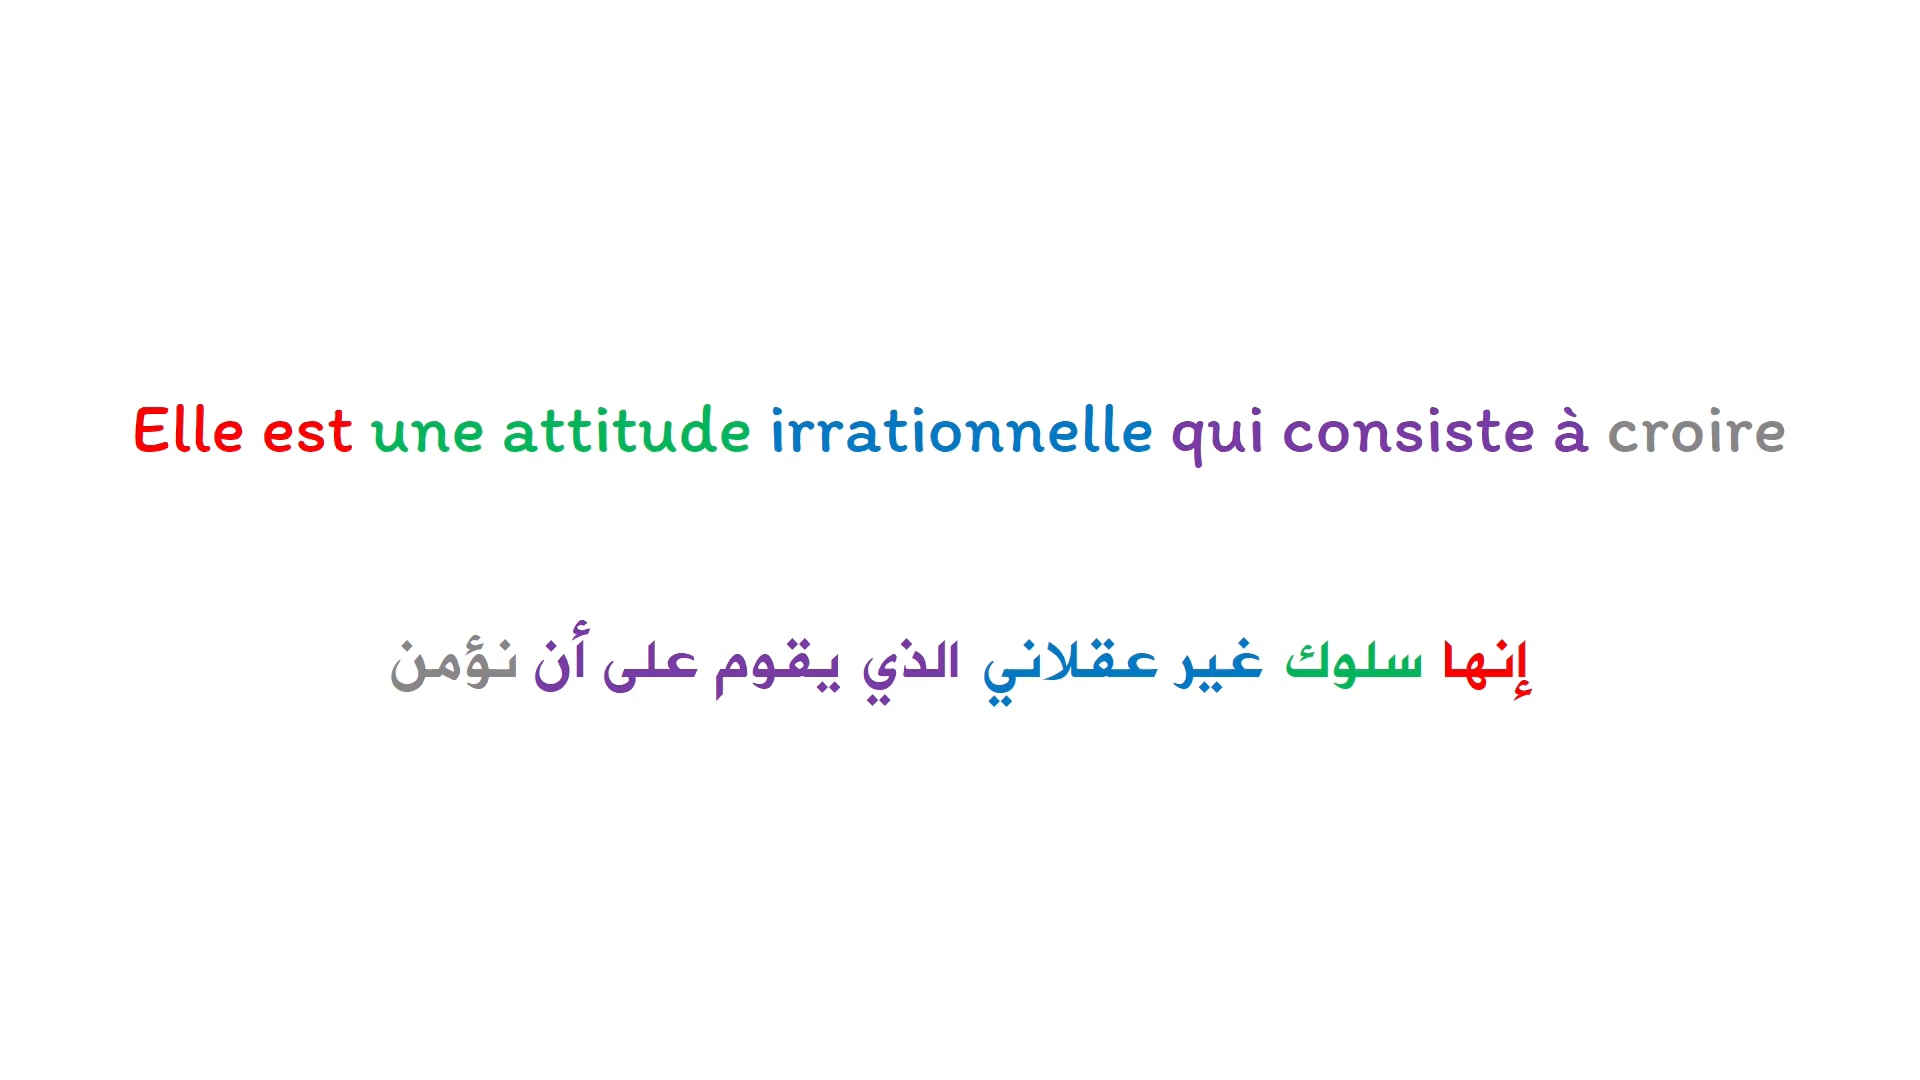 Elle est une attitude irrationnelle qui consiste à croire
إنها سلوك غير عقلاني الذي يقوم على أن نؤمن